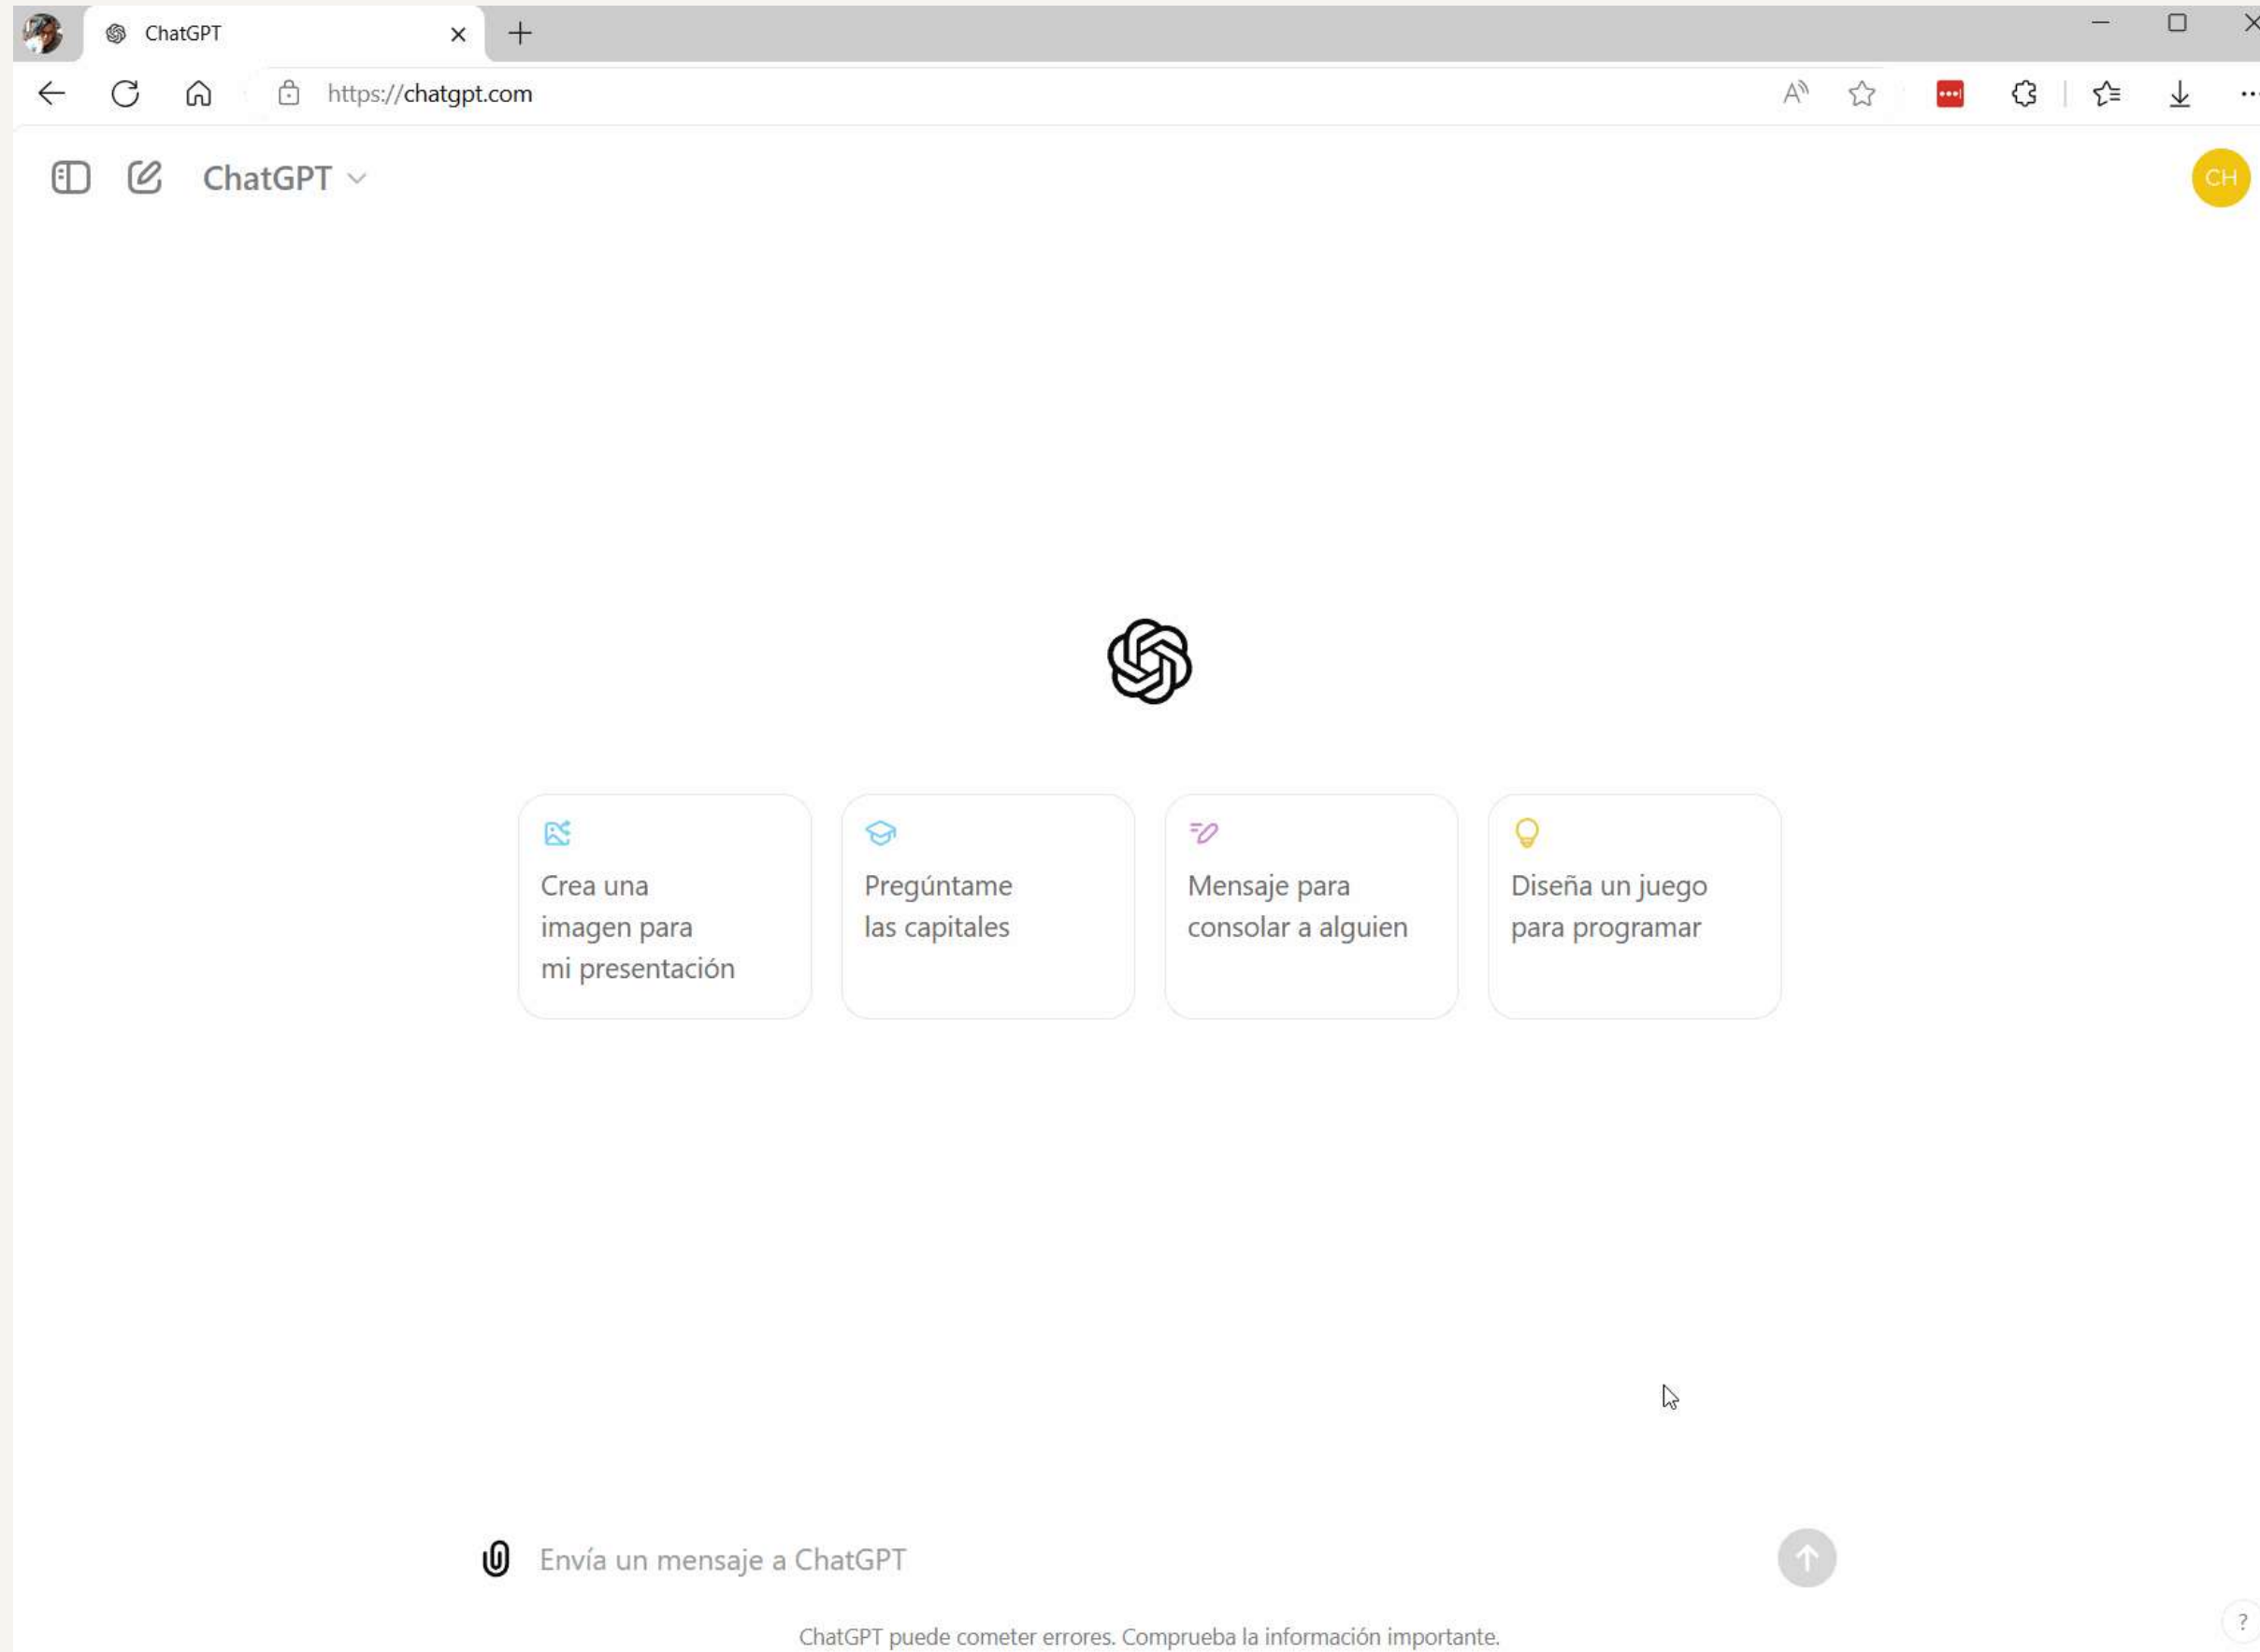 ChatGPT
https://chatgpt.com
ChatGPT
CH
Crea una
imagen para
mi presentación
Pregúntame
las capitales
Mensaje para
consolar a alguien
Diseña un juego
para programar
Envía un mensaje a ChatGPT
ChatGPT puede cometer errores. Comprueba la información importante.
?